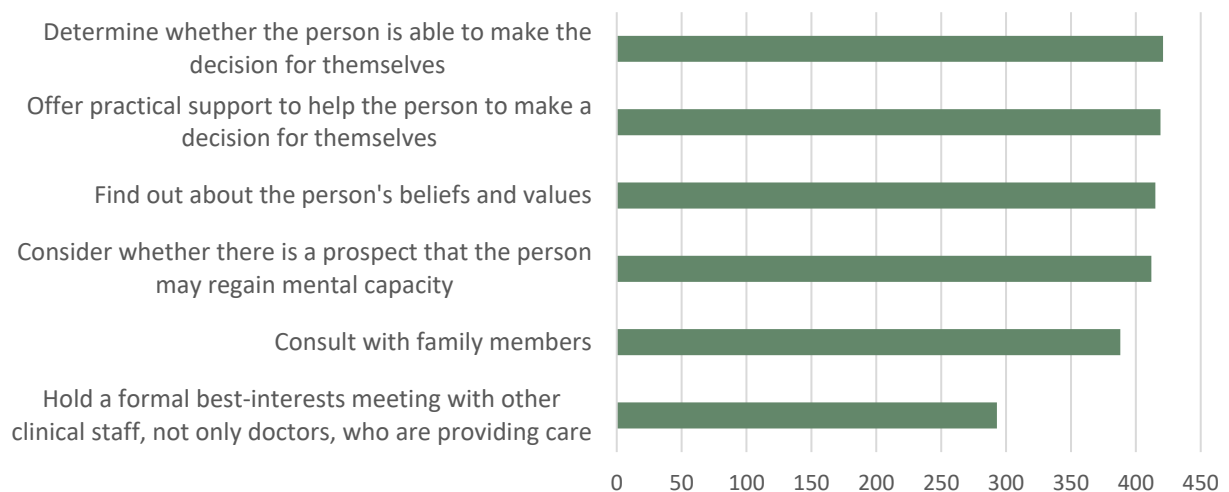 Determine whether the person is able to make the
decision for themselves
Offer practical support to help the person to make a
decision for themselves
Find out about the person's beliefs and values
Consider whether there is a prospect that the person
may regain mental capacity
Consult with family members
Hold a formal best-interests meeting with other
clinical staff, not only doctors, who are providing care
0 50 100 150 200 250 300 350 400 450